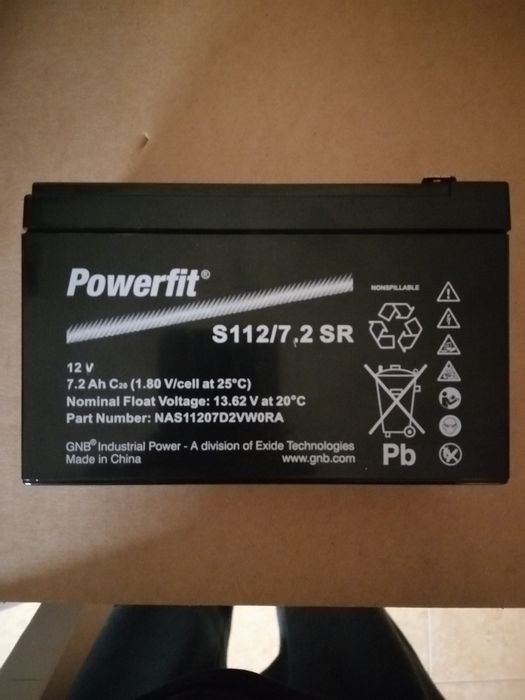 Powerfit®
NONSPILLABLE
S112/7,2 SR
12 V
7.2 Ah C₂₀ (1.80 V/cell at 25°C)
Nominal Float Voltage: 13.62 V at 20°C
Part Number: NAS11207D2VW0RA
GNB® Industrial Power - A division of Exide Technologies
Made in China
www.gnb.com
Pb